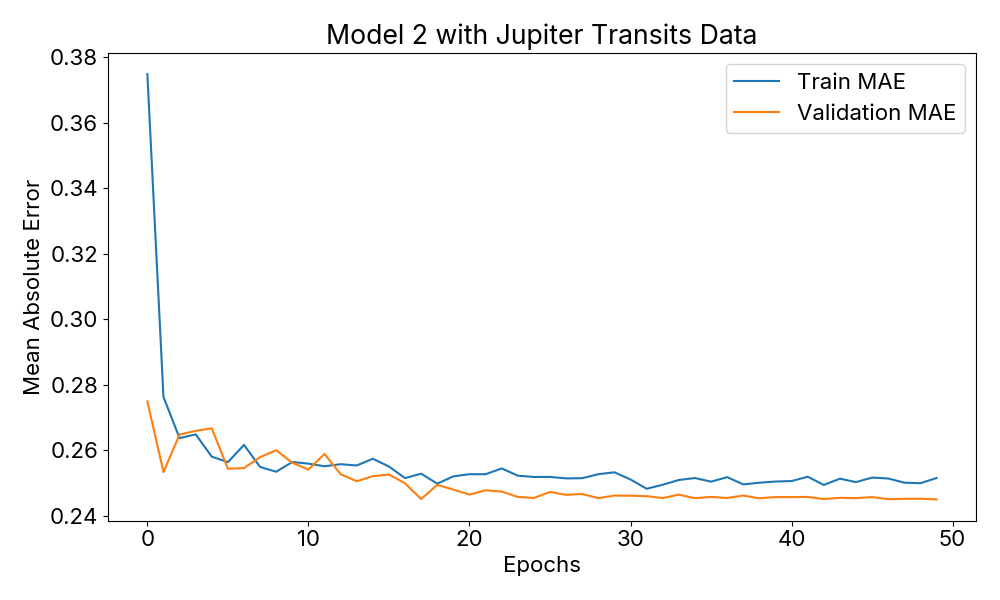 Model 2 with Jupiter Transits Data
Train MAE
Validation MAE
Mean Absolute Error
0.38
0.36
0.34
0.32
0.30
0.28
0.26
0.24
0
10
20
30
40
50
Epochs